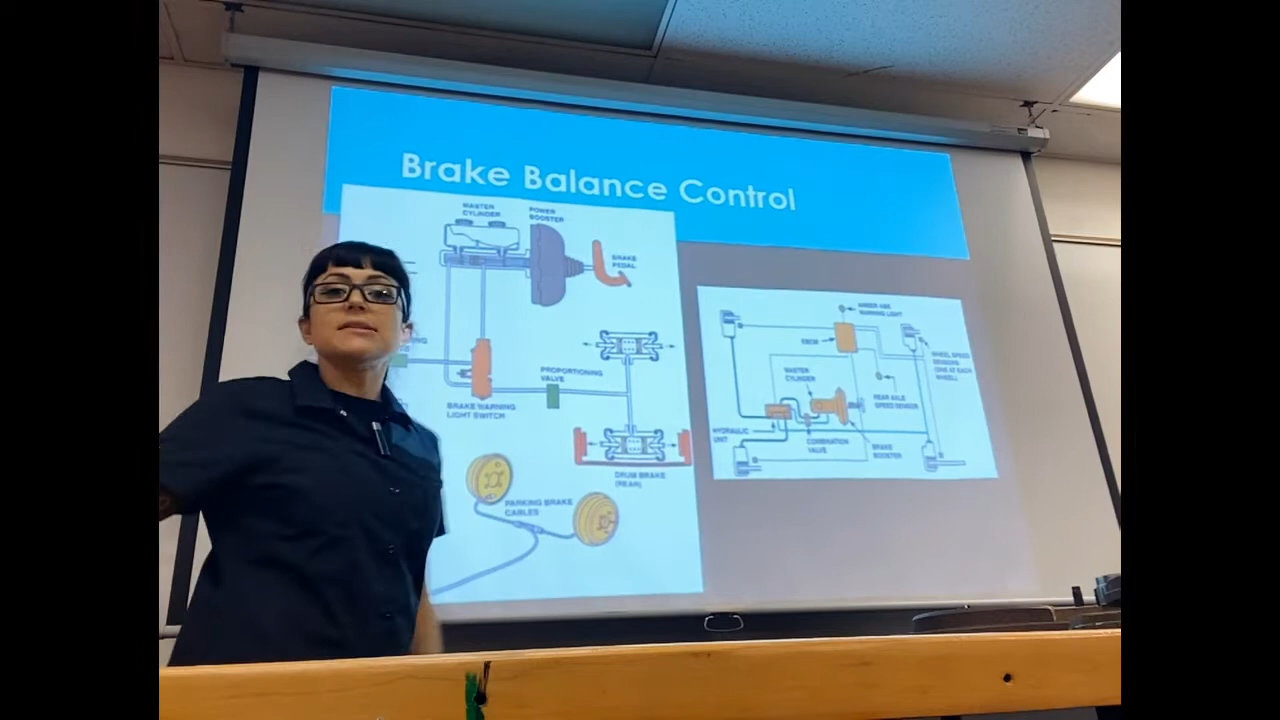 Brake Balance Control
MASTER
CYLINDER
POWER
BOOSTER
BRAKE
PEDAL
PROPORTIONING
VALVE
BRAKE WARNING
LIGHT SWITCH
DRUM BRAKE
(REAR)
PARKING BRAKE
CABLES
AMBER ABS
WARNING LIGHT
EBCM
WHEEL SPEED
SENSORS
(ONE AT EACH
WHEEL)
MASTER
CYLINDER
REAR AXLE
SPEED SENSOR
HYDRAULIC
UNIT
COMBINATION
VALVE
BRAKE
BOOSTER